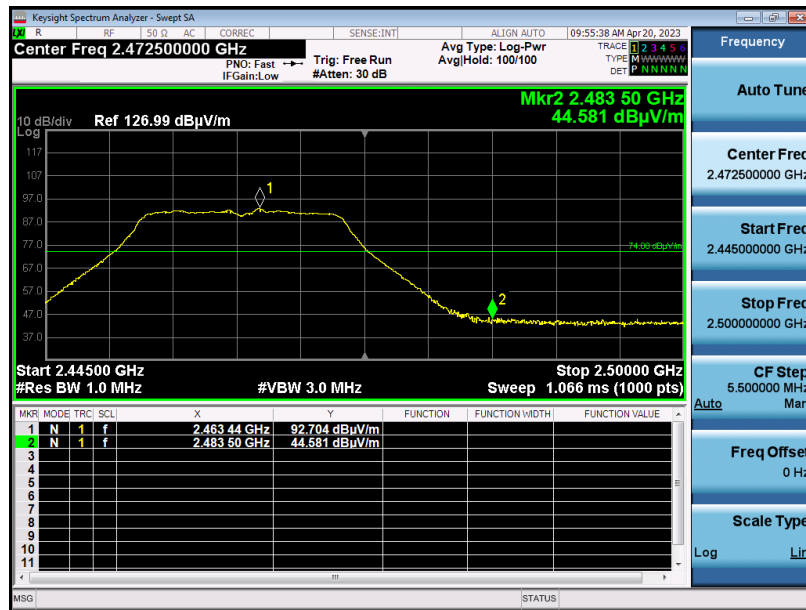 Keysight Spectrum Analyzer - Swept SA
R RF 50 Ω AC CORREC SENSE:INT ALIGN AUTO 09:55:38 AM Apr 20, 2023
Center Freq 2.472500000 GHz
PNO: Fast
IFGain:Low
Trig: Free Run
#Atten: 30 dB
Avg Type: Log-Pwr
Avg|Hold: 100/100
TRACE 1 2 3 4 5 6
TYPE M W W W W W
DET P N N N N N
Mkr2 2.483 50 GHz
44.581 dBµV/m
10 dB/div Ref 126.99 dBµV/m
Log
117
107
97.0
87.0
77.0
67.0
57.0
47.0
37.0
1
74.00 dBµV/m
2
Start 2.44500 GHz Stop 2.50000 GHz
#Res BW 1.0 MHz #VBW 3.0 MHz Sweep 1.066 ms (1000 pts)
MKR MODE TRC SCL X Y FUNCTION FUNCTION WIDTH FUNCTION VALUE
1 N 1 f 2.463 44 GHz 92.704 dBµV/m
2 N 1 f 2.483 50 GHz 44.581 dBµV/m
3
4
5
6
7
8
9
10
11
MSG STATUS
Frequency
Auto Tune
Center Freq
2.472500000 GHz
Start Freq
2.445000000 GHz
Stop Freq
2.500000000 GHz
CF Step
5.500000 MHz
Auto Man
Freq Offset
0 Hz
Scale Type
Log Lin